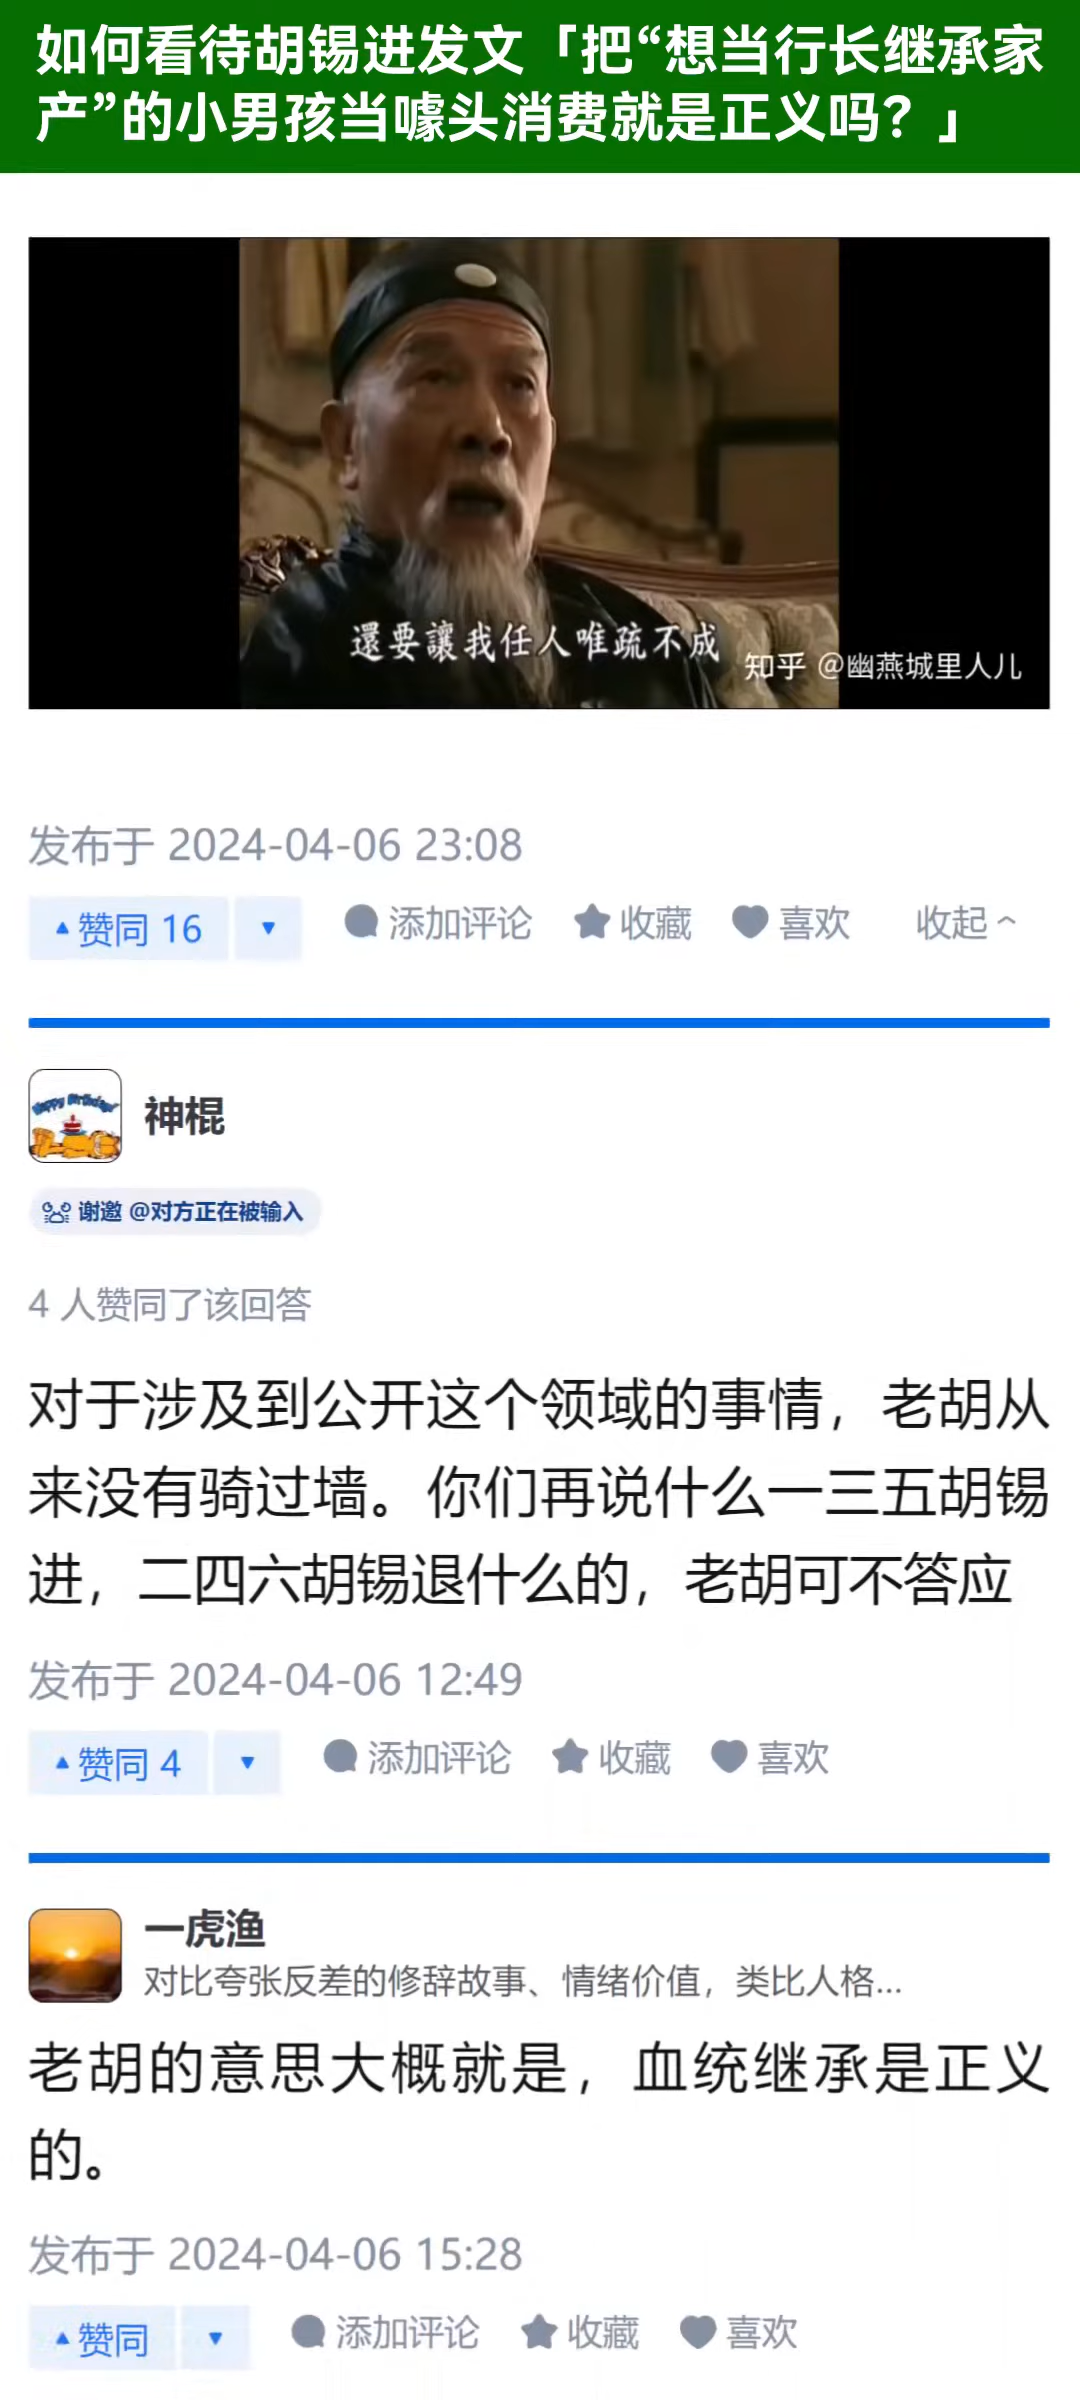 如何看待胡锡进发文「把“想当行长继承家
产”的小男孩当噱头消费就是正义吗？」
還要讓我任人唯疏不成
知乎 @幽燕城里人儿
发布于 2024-04-06 23:08
赞同 16 添加评论 收藏 喜欢 收起
Happy Birthday!
神棍
谢邀 @对方正在被输入
4 人赞同了该回答
对于涉及到公开这个领域的事情，老胡从
来没有骑过墙。你们再说什么一三五胡锡
进，二四六胡锡退什么的，老胡可不答应
发布于 2024-04-06 12:49
赞同 4 添加评论 收藏 喜欢
一虎渔
对比夸张反差的修辞故事、情绪价值，类比人格...
老胡的意思大概就是，血统继承是正义
的。
发布于 2024-04-06 15:28
赞同 添加评论 收藏 喜欢